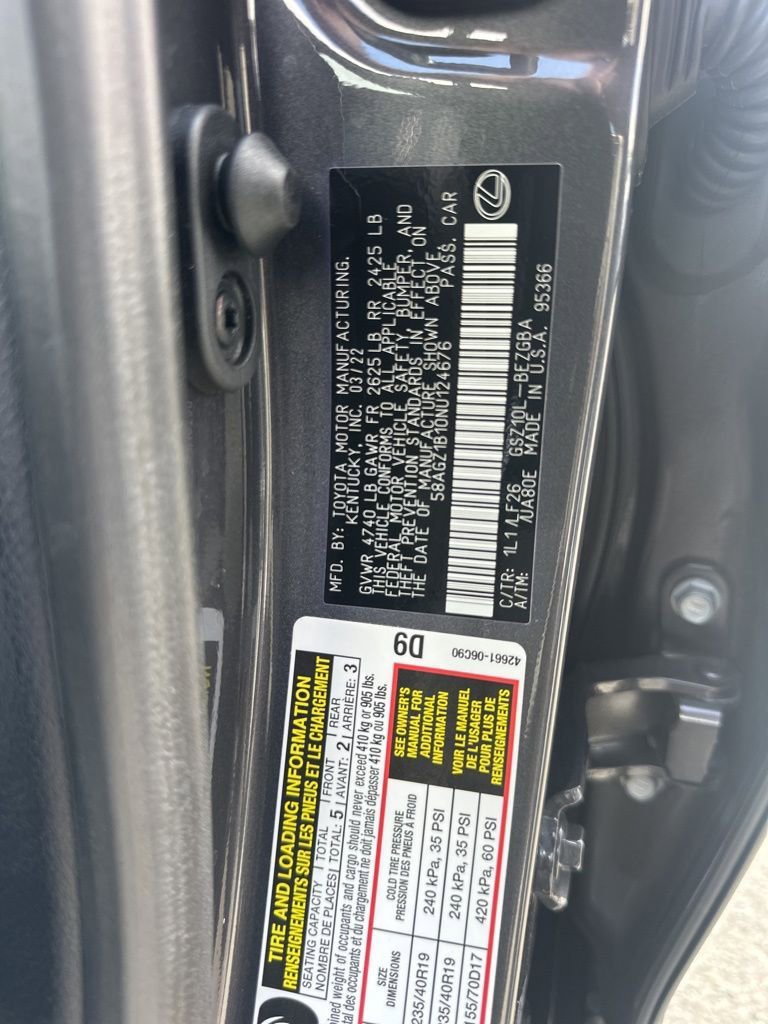 MFD. BY: TOYOTA MOTOR MANUFACTURING.
KENTUCKY, INC. 03/22
GVWR 4740 LB GAWR FR 2625 LB RR 2425 LB
THIS VEHICLE CONFORMS TO ALL APPLICABLE
FEDERAL MOTOR VEHICLE SAFETY, BUMPER, AND
THEFT PREVENTION STANDARDS IN EFFECT ON
THE DATE OF MANUFACTURE SHOWN ABOVE.
58AGZ1B10NU124676 PASS. CAR
C/TR: 1L1/LF26 GSZ10L-BEZGBA
A/TM: /UA80E MADE IN U.S.A. 95366
TIRE AND LOADING INFORMATION
RENSEIGNEMENTS SUR LES PNEUS ET LE CHARGEMENT
SEATING CAPACITY | TOTAL | FRONT | REAR
NOMBRE DE PLACES | TOTAL: 5 | AVANT: 2 | ARRIÈRE: 3
weight of occupants and cargo should never exceed 410 kg or 905 lbs.
total des occupants et du chargement ne doit jamais dépasser 410 kg ou 905 lbs.
D9
42661-06C90
SIZE
DIMENSIONS
COLD TIRE PRESSURE
PRESSION DES PNEUS À FROID
235/40R19 240 kPa, 35 PSI
35/40R19 240 kPa, 35 PSI
155/70D17 420 kPa, 60 PSI
SEE OWNER'S
MANUAL FOR
ADDITIONAL
INFORMATION
VOIR LE MANUEL
DE L'USAGER
POUR PLUS DE
RENSEIGNEMENTS